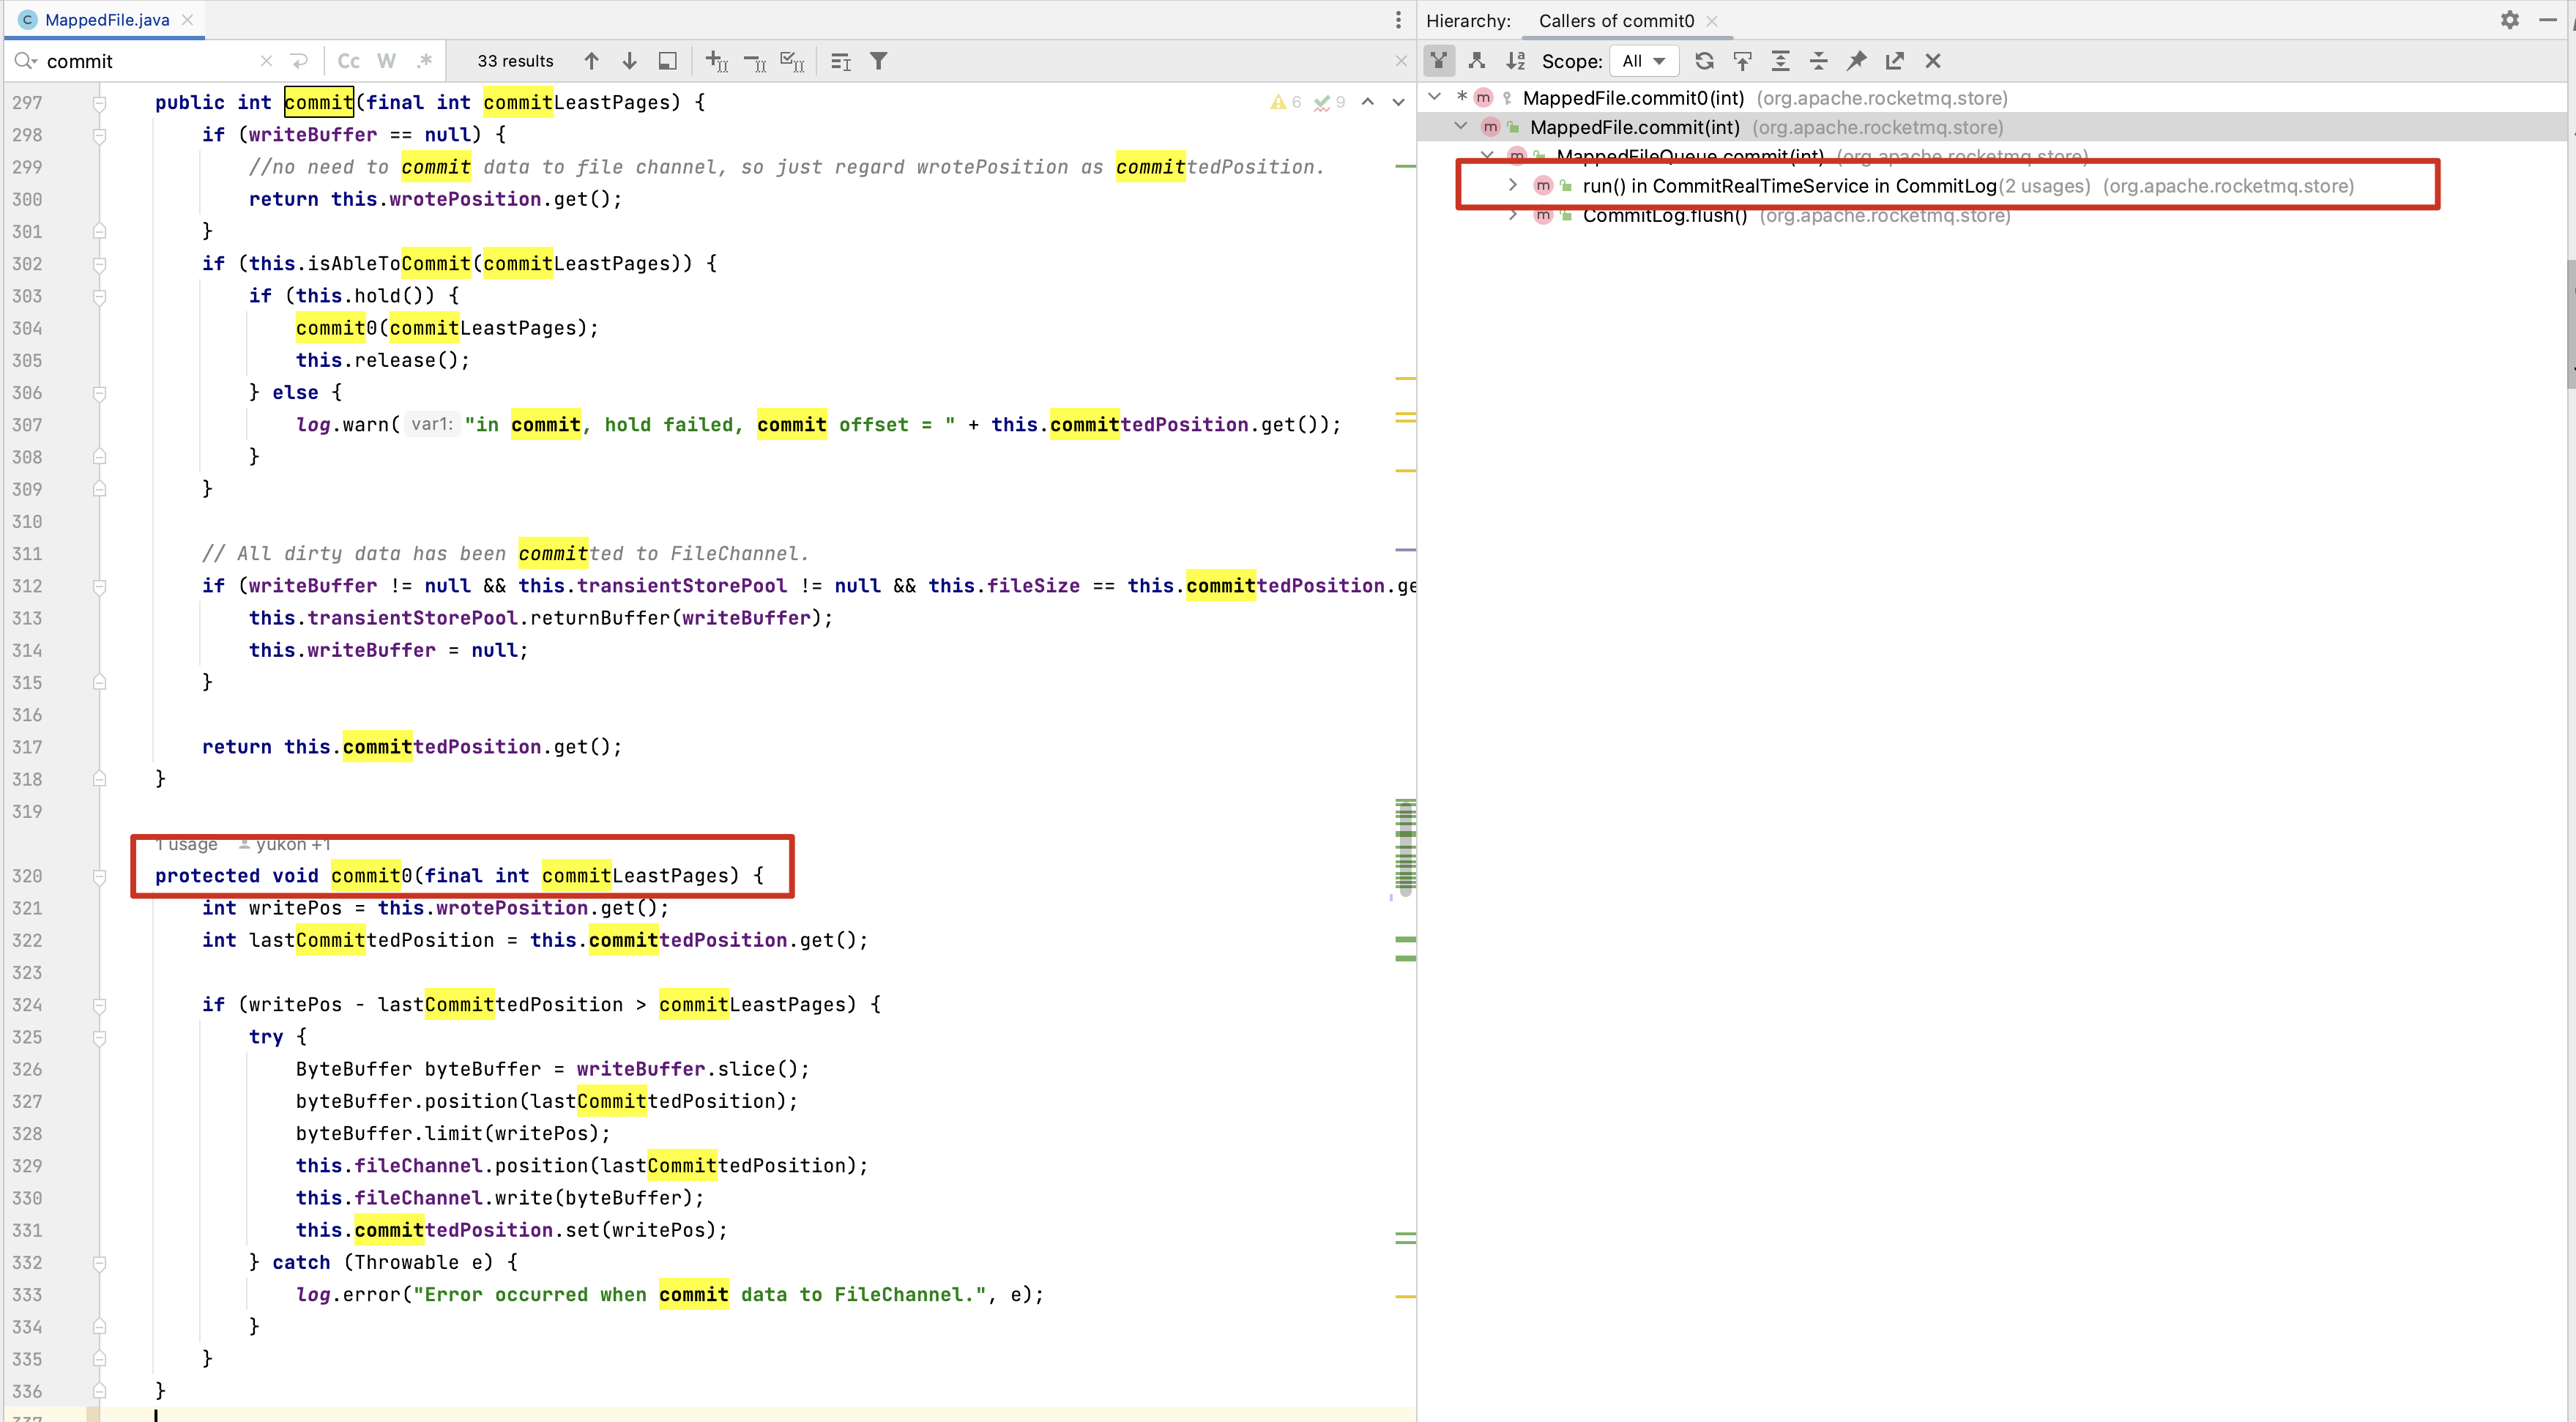 MappedFile.java
commit
Cc W .*
33 results
6 9
297 public int commit(final int commitLeastPages) {
298 if (writeBuffer == null) {
299 //no need to commit data to file channel, so just regard wrotePosition as committedPosition.
300 return this.wrotePosition.get();
301 }
302 if (this.isAbleToCommit(commitLeastPages)) {
303 if (this.hold()) {
304 commit0(commitLeastPages);
305 this.release();
306 } else {
307 log.warn( var1: "in commit, hold failed, commit offset = " + this.committedPosition.get());
308 }
309 }
310
311 // All dirty data has been committed to FileChannel.
312 if (writeBuffer != null && this.transientStorePool != null && this.fileSize == this.committedPosition.ge
313 this.transientStorePool.returnBuffer(writeBuffer);
314 this.writeBuffer = null;
315 }
316
317 return this.committedPosition.get();
318 }
319
1 usage yukon +1
320 protected void commit0(final int commitLeastPages) {
321 int writePos = this.wrotePosition.get();
322 int lastCommittedPosition = this.committedPosition.get();
323
324 if (writePos - lastCommittedPosition > commitLeastPages) {
325 try {
326 ByteBuffer byteBuffer = writeBuffer.slice();
327 byteBuffer.position(lastCommittedPosition);
328 byteBuffer.limit(writePos);
329 this.fileChannel.position(lastCommittedPosition);
330 this.fileChannel.write(byteBuffer);
331 this.committedPosition.set(writePos);
332 } catch (Throwable e) {
333 log.error("Error occurred when commit data to FileChannel.", e);
334 }
335 }
336 }
337
Hierarchy: Callers of commit0
Scope: All
* MappedFile.commit0(int) (org.apache.rocketmq.store)
MappedFile.commit(int) (org.apache.rocketmq.store)
MappedFileQueue.commit(int) (org.apache.rocketmq.store)
run() in CommitRealTimeService in CommitLog(2 usages) (org.apache.rocketmq.store)
CommitLog.flush() (org.apache.rocketmq.store)